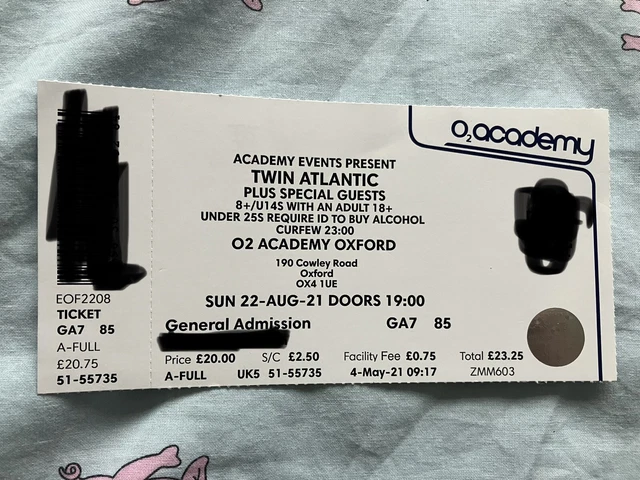 O2 academy
ACADEMY EVENTS PRESENT
TWIN ATLANTIC
PLUS SPECIAL GUESTS
8+/U14S WITH AN ADULT 18+
UNDER 25S REQUIRE ID TO BUY ALCOHOL
CURFEW 23:00
O2 ACADEMY OXFORD
190 Cowley Road
Oxford
OX4 1UE
SUN 22-AUG-21 DOORS 19:00
General Admission GA7 85
Price £20.00 S/C £2.50 Facility Fee £0.75 Total £23.25
A-FULL UK5 51-55735 4-May-21 09:17 ZMM603
EOF2208
TICKET
GA7 85
A-FULL
£20.75
51-55735